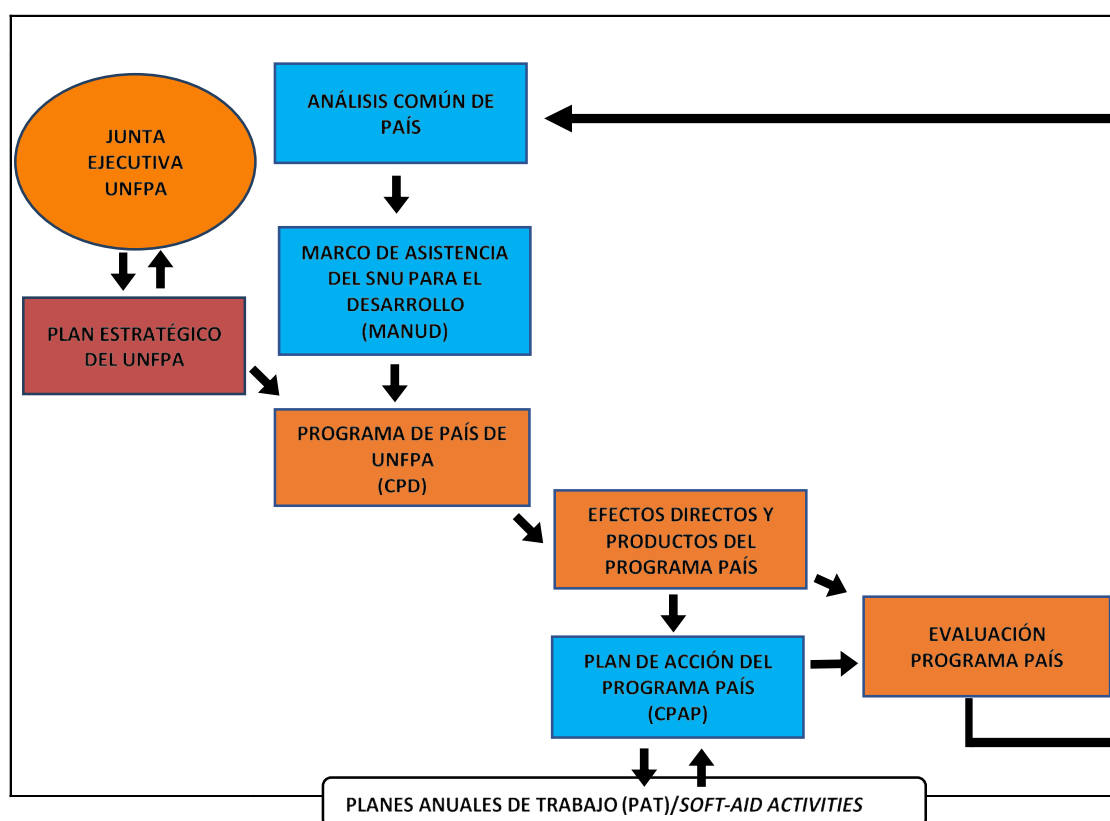 JUNTA
EJECUTIVA
UNFPA
ANÁLISIS COMÚN DE
PAÍS
MARCO DE ASISTENCIA
DEL SNU PARA EL
DESARROLLO
(MANUD)
PLAN ESTRATÉGICO
DEL UNFPA
PROGRAMA DE PAÍS DE
UNFPA
(CPD)
EFECTOS DIRECTOS Y
PRODUCTOS DEL
PROGRAMA PAÍS
PLAN DE ACCIÓN DEL
PROGRAMA PAÍS
(CPAP)
EVALUACIÓN
PROGRAMA PAÍS
PLANES ANUALES DE TRABAJO (PAT)/SOFT-AID ACTIVITIES